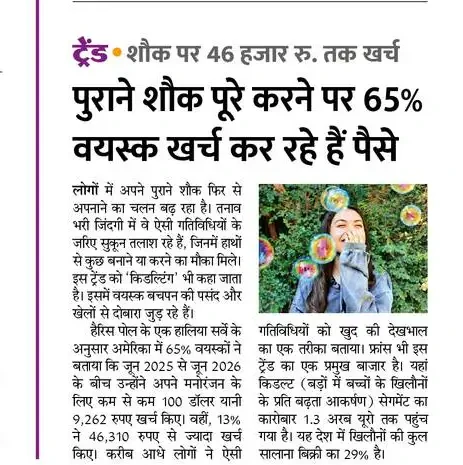 ट्रेंड • शौक पर 46 हजार रु. तक खर्च
पुराने शौक पूरे करने पर 65%
वयस्क खर्च कर रहे हैं पैसे
लोगों में अपने पुराने शौक फिर से
अपनाने का चलन बढ़ रहा है। तनाव
भरी जिंदगी में वे ऐसी गतिविधियों के
जरिए सुकून तलाश रहे हैं, जिनमें हाथों
से कुछ बनाने या करने का मौका मिले।
इस ट्रेंड को ‘किडल्टिंग’ भी कहा जाता
है। इसमें वयस्क बचपन की पसंद और
खेलों से दोबारा जुड़ रहे हैं।
हैरिस पोल के एक हालिया सर्वे के
अनुसार अमेरिका में 65% वयस्कों ने
बताया कि जून 2025 से जून 2026
के बीच उन्होंने अपने मनोरंजन के
लिए कम से कम 100 डॉलर यानी
9,262 रुपए खर्च किए। वहीं, 13%
ने 46,310 रुपए से ज्यादा खर्च
किए। करीब आधे लोगों ने ऐसी
गतिविधियों को खुद की देखभाल
का एक तरीका बताया। फ्रांस भी इस
ट्रेंड का एक प्रमुख बाजार है। यहां
किडल्ट (बड़ों में बच्चों के खिलौनों
के प्रति बढ़ता आकर्षण) सेगमेंट का
कारोबार 1.3 अरब यूरो तक पहुंच
गया है। यह देश में खिलौनों की कुल
सालाना बिक्री का 29% है।